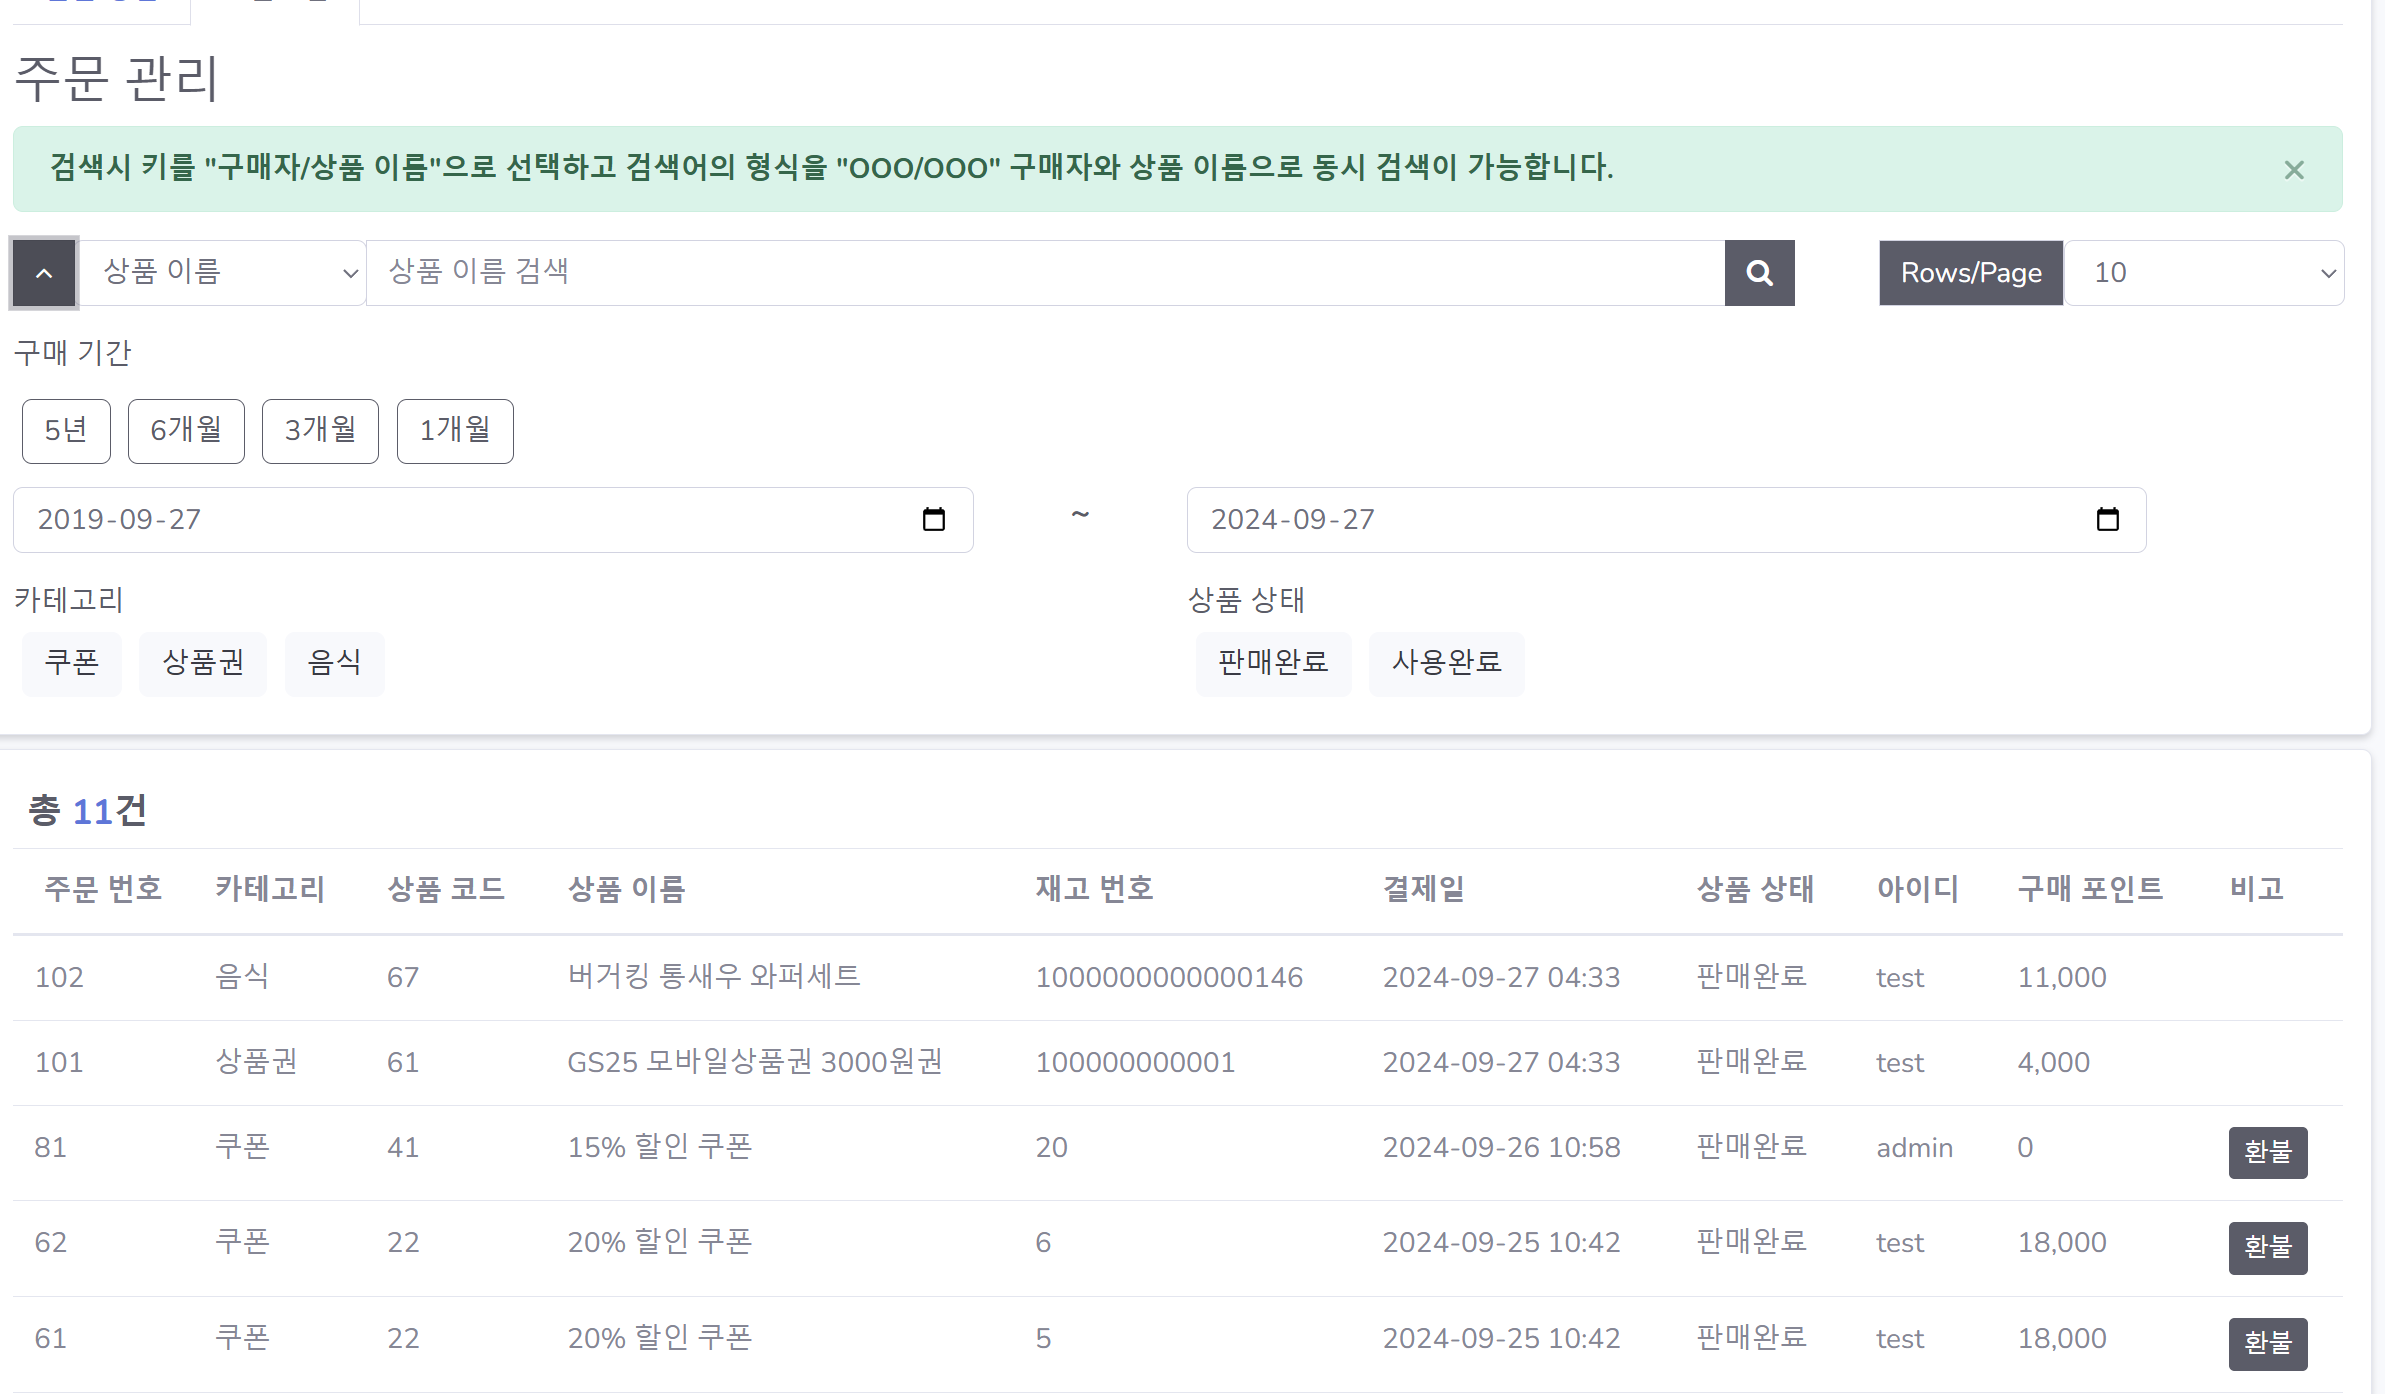 주문 관리
검색시 키를 "구매자/상품 이름"으로 선택하고 검색어의 형식을 "OOO/OOO" 구매자와 상품 이름으로 동시 검색이 가능합니다. ×
상품 이름 상품 이름 검색 Rows/Page 10
구매 기간
5년 6개월 3개월 1개월
2019-09-27 ~ 2024-09-27
카테고리 상품 상태
쿠폰 상품권 음식 판매완료 사용완료
총 11건
주문 번호 카테고리 상품 코드 상품 이름 재고 번호 결제일 상품 상태 아이디 구매 포인트 비고
102 음식 67 버거킹 통새우 와퍼세트 1000000000000146 2024-09-27 04:33 판매완료 test 11,000
101 상품권 61 GS25 모바일상품권 3000원권 100000000001 2024-09-27 04:33 판매완료 test 4,000
81 쿠폰 41 15% 할인 쿠폰 20 2024-09-26 10:58 판매완료 admin 0 환불
62 쿠폰 22 20% 할인 쿠폰 6 2024-09-25 10:42 판매완료 test 18,000 환불
61 쿠폰 22 20% 할인 쿠폰 5 2024-09-25 10:42 판매완료 test 18,000 환불